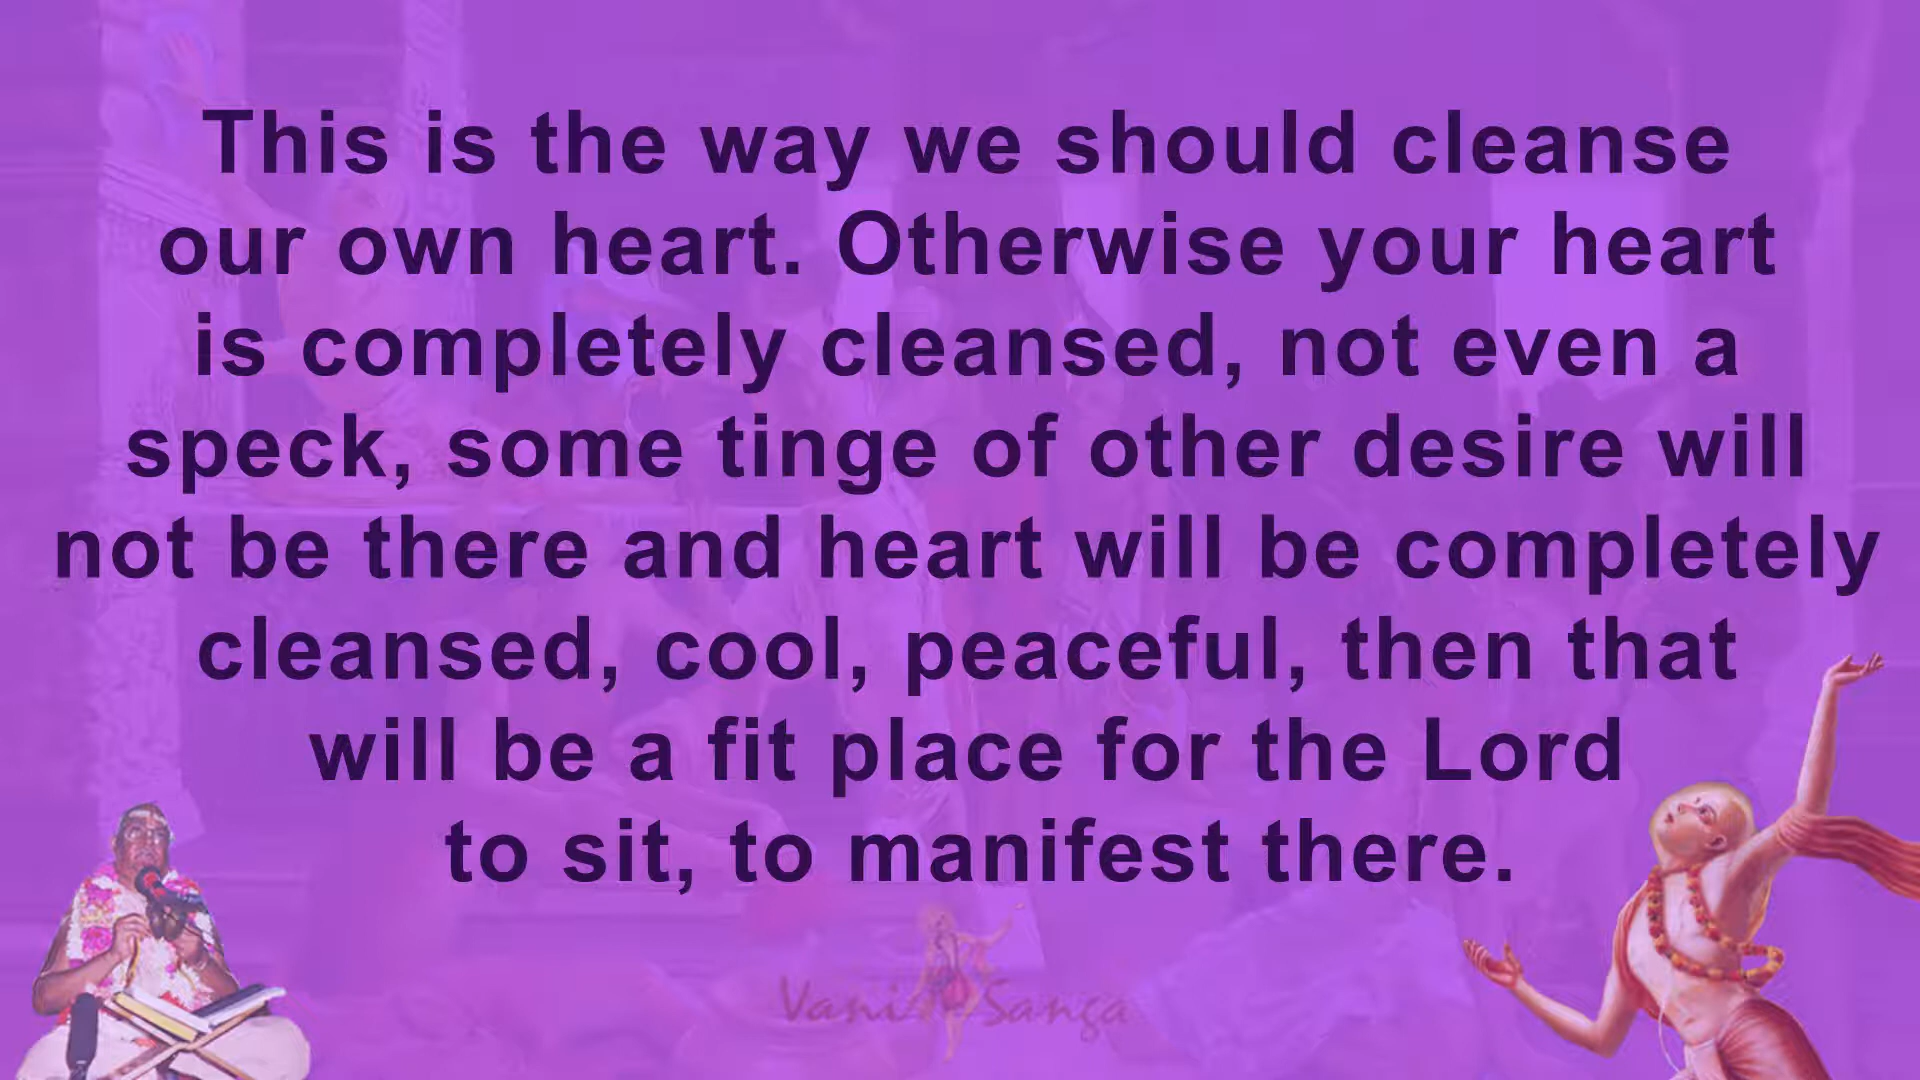 This is the way we should cleanse
our own heart. Otherwise your heart
is completely cleansed, not even a
speck, some tinge of other desire will
not be there and heart will be completely
cleansed, cool, peaceful, then that
will be a fit place for the Lord
to sit, to manifest there.
Vani Sanga